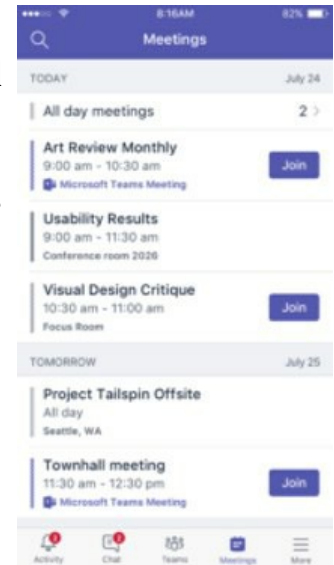 8:16AM
82%
Meetings
TODAY
July 24
All day meetings
2
Art Review Monthly
9:00 am - 10:30 am
Join
Microsoft Teams Meeting
Usability Results
9:00 am - 11:30 am
Conference room 2026
Visual Design Critique
10:30 am - 11:00 am
Join
Focus Room
TOMORROW
July 25
Project Tailspin Offsite
All day
Seattle, WA
Townhall meeting
11:30 am - 12:30 pm
Join
Microsoft Teams Meeting
Activity
Chat
Teams
Meetings
More